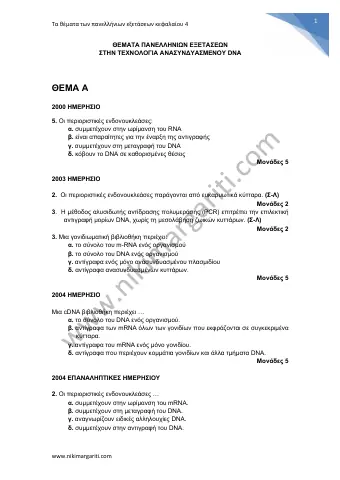 Τα θέματα των πανελλήνιων εξετάσεων κεφαλαίου 4
1
ΘΕΜΑΤΑ ΠΑΝΕΛΛΗΝΙΩΝ ΕΞΕΤΑΣΕΩΝ
ΣΤΗΝ ΤΕΧΝΟΛΟΓΙΑ ΑΝΑΣΥΝΔΥΑΣΜΕΝΟΥ DNA
ΘΕΜΑ Α
2000 ΗΜΕΡΗΣΙΟ
5. Οι περιοριστικές ενδονουκλεάσες:
α. συμμετέχουν στην ωρίμανση του RNA
β. είναι απαραίτητες για την έναρξη της αντιγραφής
γ. συμμετέχουν στη μεταγραφή του DNA
δ. κόβουν το DNA σε καθορισμένες θέσεις
Μονάδες 5
2003 ΗΜΕΡΗΣΙΟ
2. Οι περιοριστικές ενδονουκλεάσες παράγονται από ευκαρυωτικά κύτταρα. (Σ-Λ)
Μονάδες 2
3. Η μέθοδος αλυσιδωτής αντίδρασης πολυμεράσης (PCR) επιτρέπει την επιλεκτική
αντιγραφή μορίων DNA, χωρίς τη μεσολάβηση ζωικών κυττάρων. (Σ-Λ)
Μονάδες 2
3. Μια γονιδιωματική βιβλιοθήκη περιέχει:
α. το σύνολο του m-RNA ενός οργανισμού
β. το σύνολο του DNA ενός οργανισμού
γ. αντίγραφα ενός μόνο ανασυνδυασμένου πλασμιδίου
δ. αντίγραφα ανασυνδυασμένων κυττάρων.
Μονάδες 5
2004 ΗΜΕΡΗΣΙΟ
Μια cDNA βιβλιοθήκη περιέχει …
α. το σύνολο του DNA ενός οργανισμού.
β. αντίγραφα των mRNA όλων των γονιδίων που εκφράζονται σε συγκεκριμένα
κύτταρα.
γ. αντίγραφα του mRNA ενός μόνο γονιδίου.
δ. αντίγραφα που περιέχουν κομμάτια γονιδίων και άλλα τμήματα DNA.
Μονάδες 5
2004 ΕΠΑΝΑΛΗΠΤΙΚΕΣ ΗΜΕΡΗΣΙΟΥ
2. Οι περιοριστικές ενδονουκλεάσες …
α. συμμετέχουν στην ωρίμανση του mRNA.
β. συμμετέχουν στη μεταγραφή του DNA.
γ. αναγνωρίζουν ειδικές αλληλουχίες DNA.
δ. συμμετέχουν στην αντιγραφή του DNA.
www.nikimargariti.com
www.nikimargariti.com